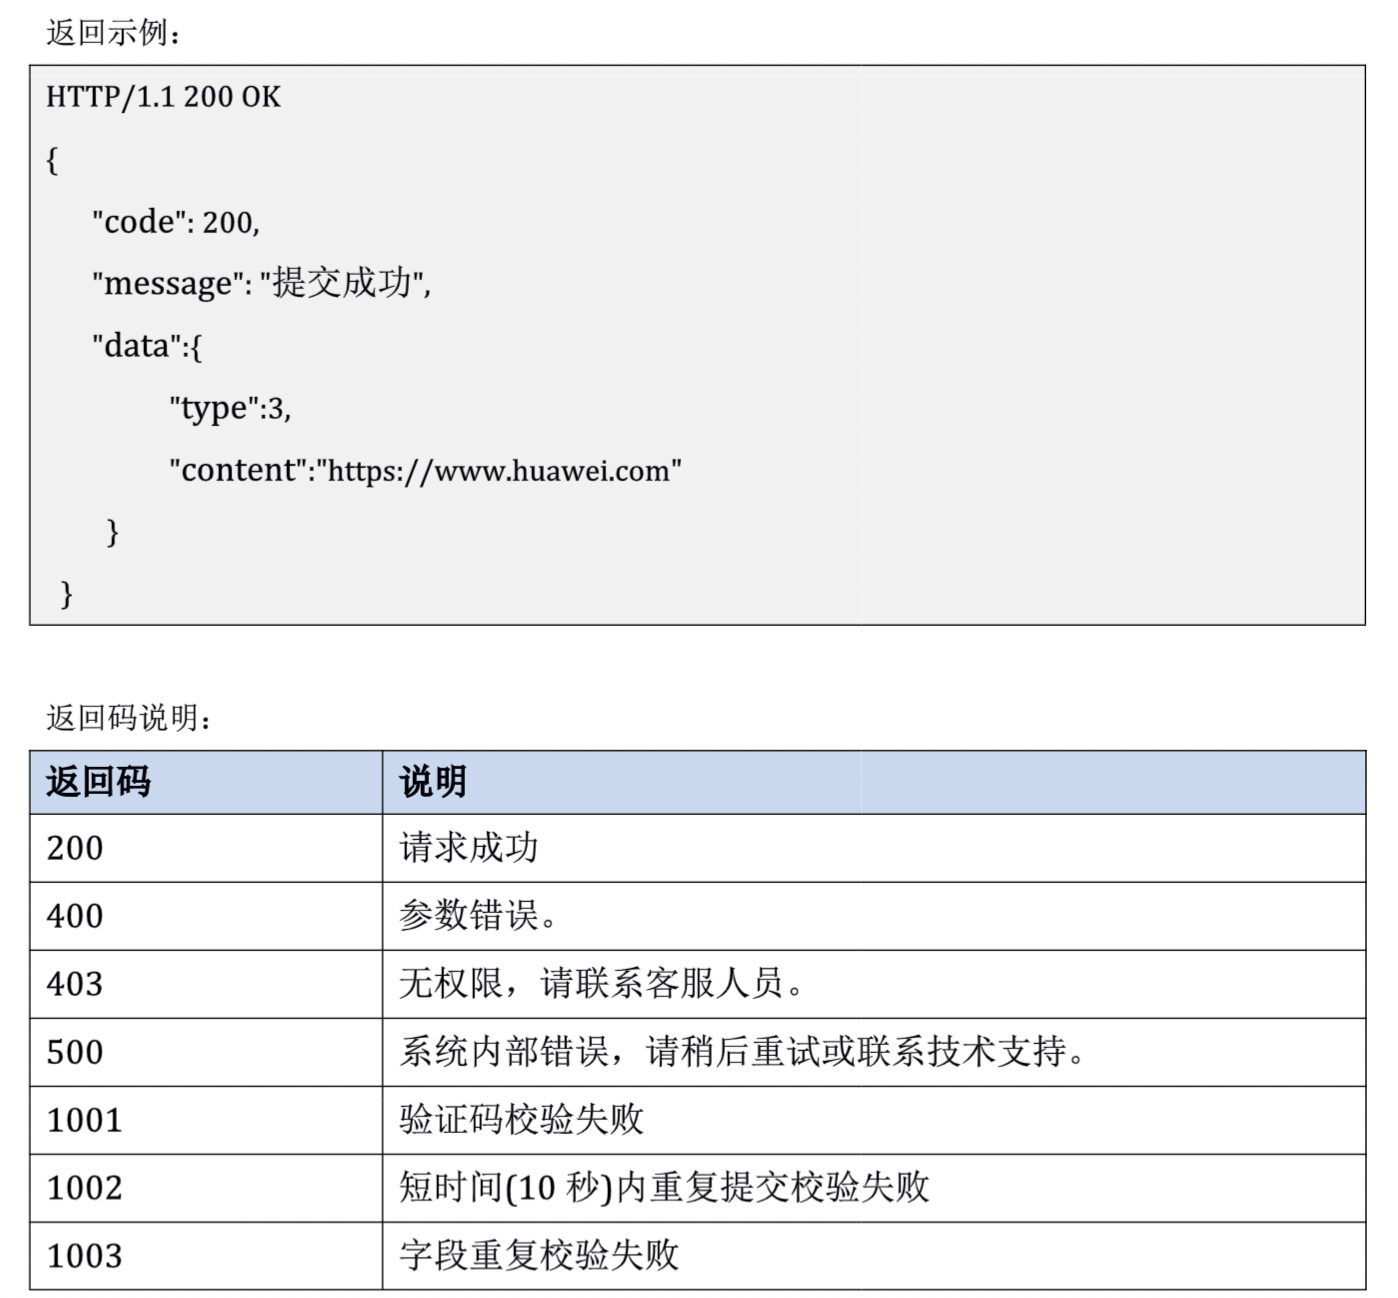 返回示例：
HTTP/1.1 200 OK
{
"code": 200,
"message": "提交成功",
"data":{
"type":3,
"content":"https://www.huawei.com"
}
}
返回码说明：
返回码 说明
200 请求成功
400 参数错误。
403 无权限，请联系客服人员。
500 系统内部错误，请稍后重试或联系技术支持。
1001 验证码校验失败
1002 短时间(10 秒)内重复提交校验失败
1003 字段重复校验失败